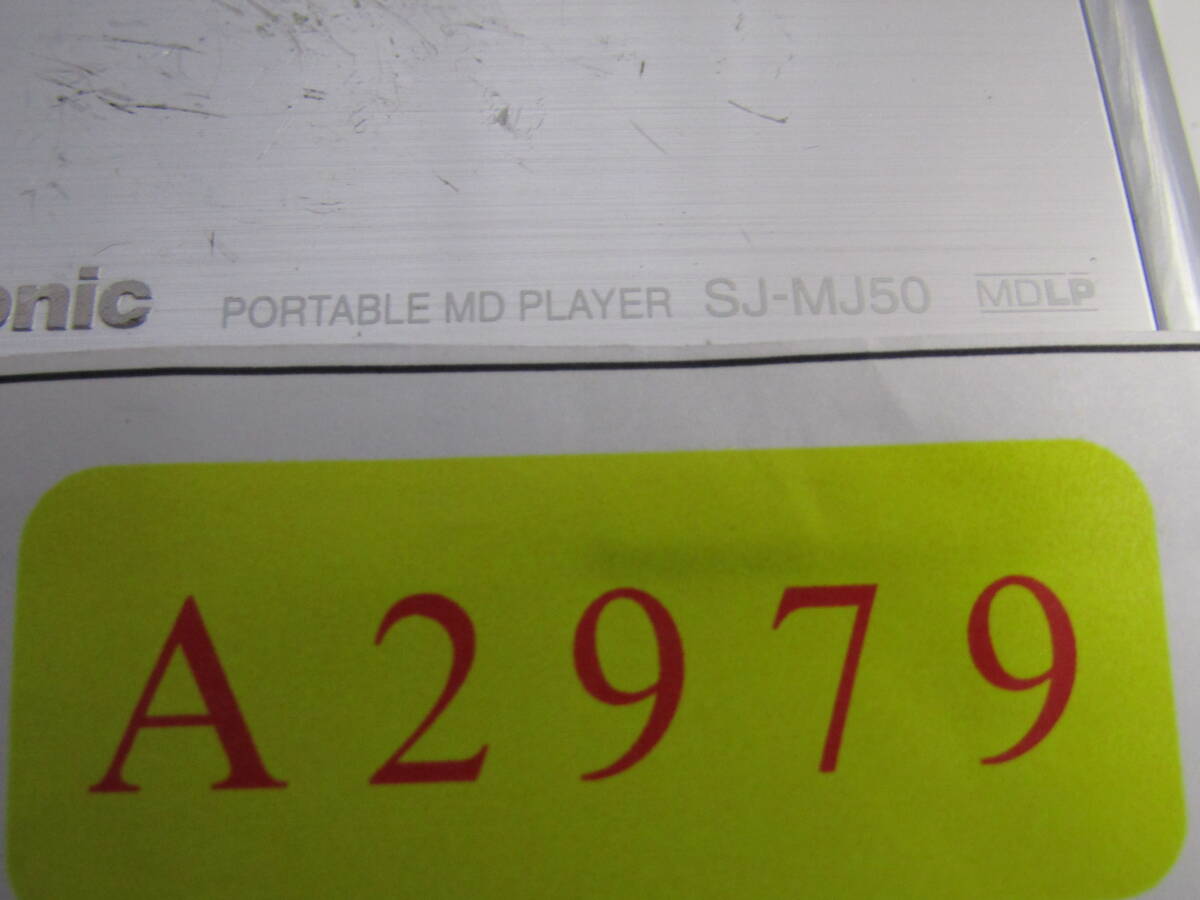 onic PORTABLE MD PLAYER SJ-MJ50 MDLP
A2979